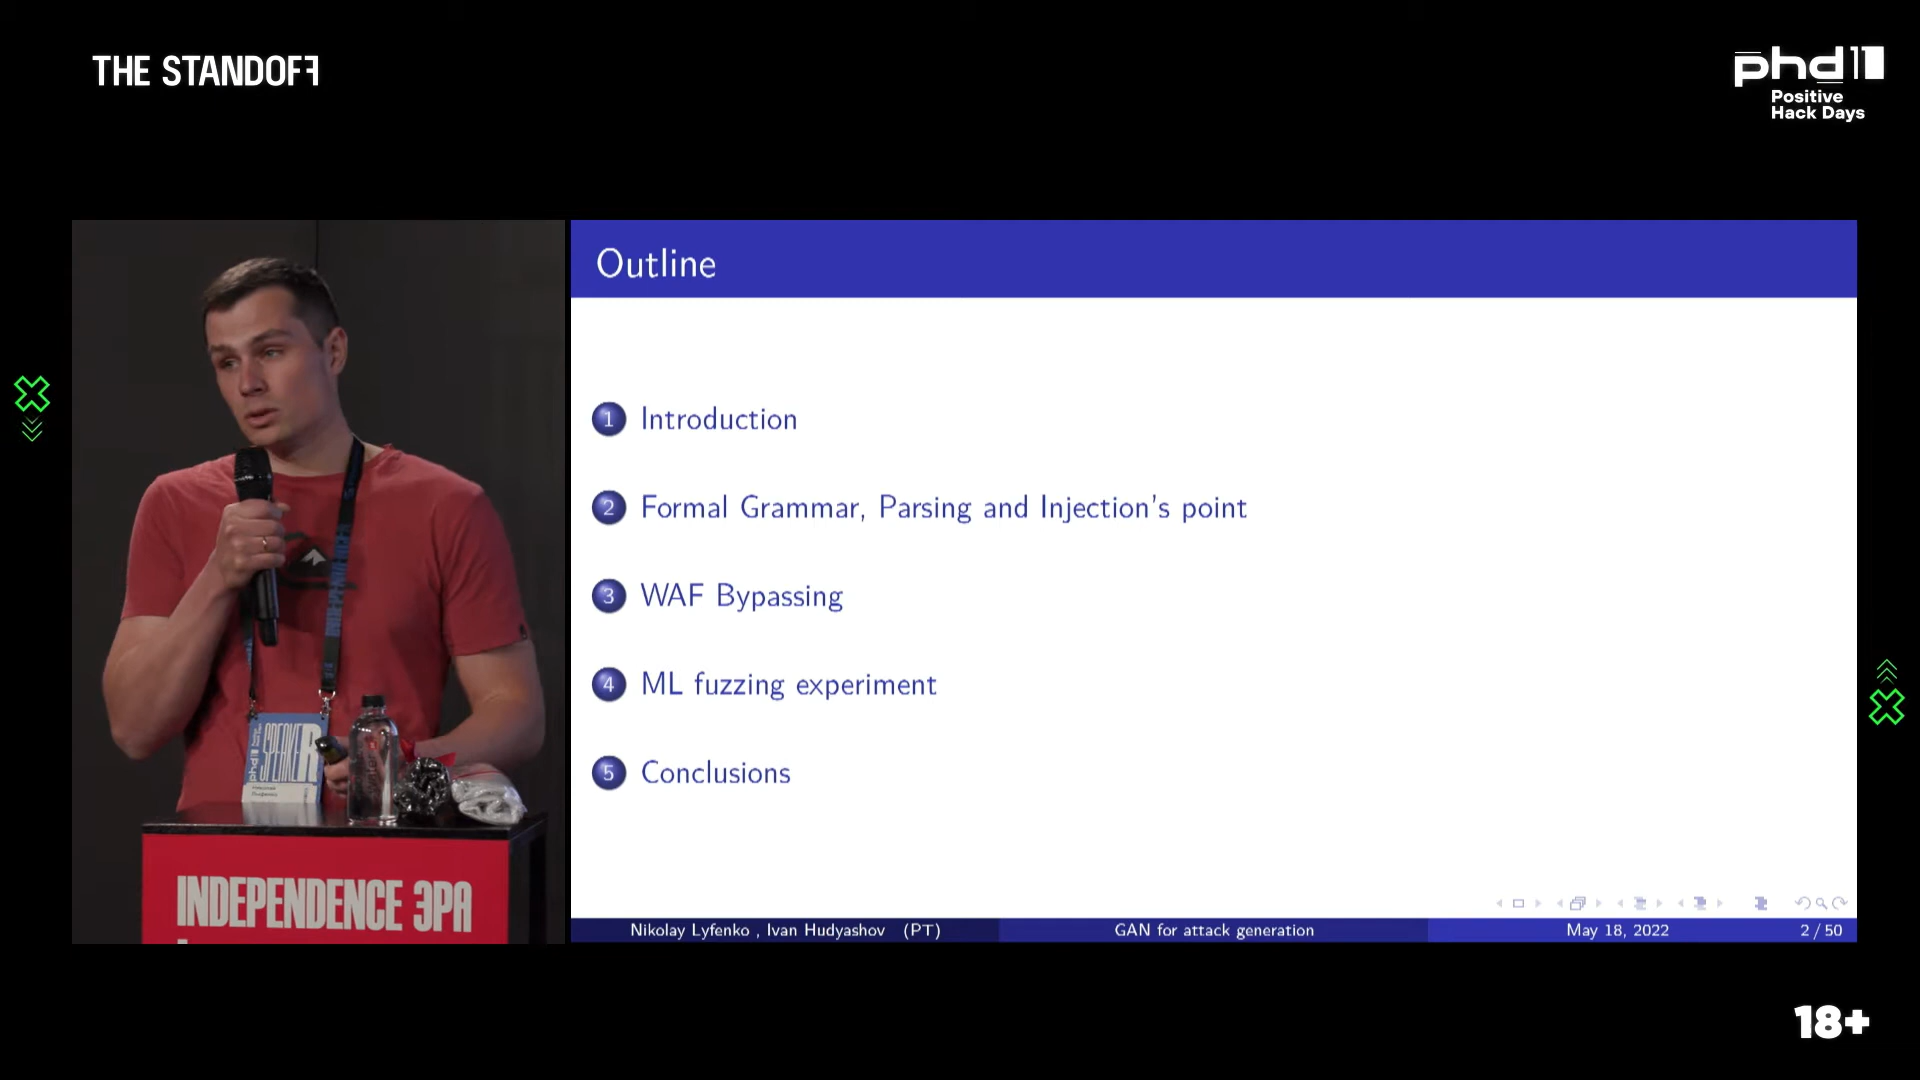 THE STANDOFF
phd11
Positive
Hack Days
Outline
1 Introduction
2 Formal Grammar, Parsing and Injection's point
3 WAF Bypassing
4 ML fuzzing experiment
5 Conclusions
Nikolay Lyfenko , Ivan Hudyashov (PT) GAN for attack generation May 18, 2022 2 / 50
phd11
SPEAKER
INDEPENDENCE ЭРА
18+